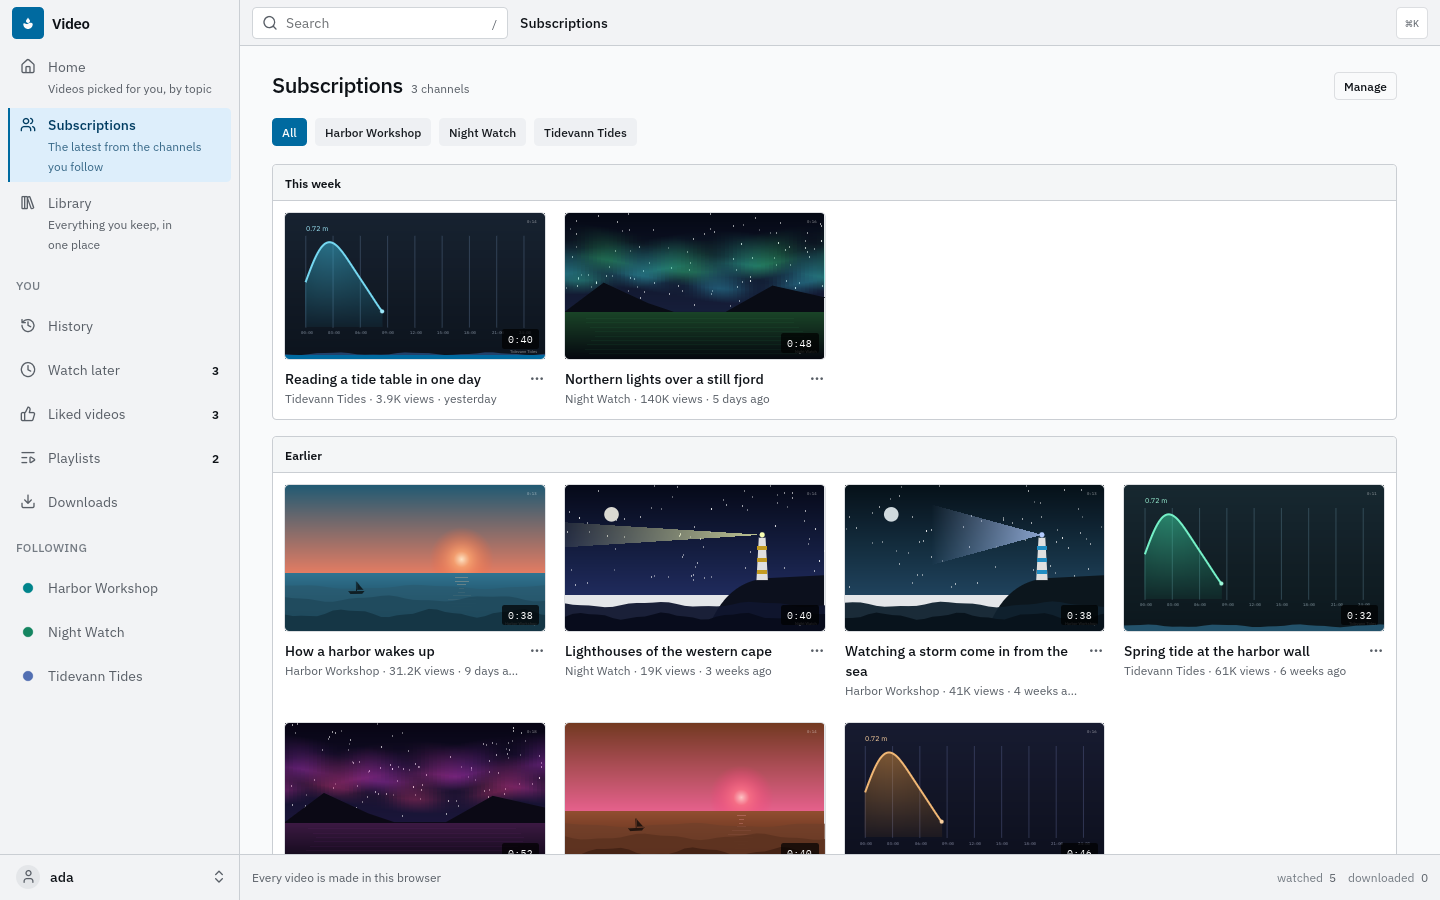 Video
Search
/
Subscriptions
⌘K
Home
Videos picked for you, by topic
Subscriptions
The latest from the channels
you follow
Library
Everything you keep, in
one place
YOU
History
Watch later 3
Liked videos 3
Playlists 2
Downloads
FOLLOWING
Harbor Workshop
Night Watch
Tidevann Tides
ada
Subscriptions 3 channels
Manage
All
Harbor Workshop
Night Watch
Tidevann Tides
This week
0.72 m
0:40
Reading a tide table in one day
Tidevann Tides · 3.9K views · yesterday
0:48
Northern lights over a still fjord
Night Watch · 140K views · 5 days ago
Earlier
0:38
How a harbor wakes up
Harbor Workshop · 31.2K views · 9 days a...
0:40
Lighthouses of the western cape
Night Watch · 19K views · 3 weeks ago
0:38
Watching a storm come in from the
sea
Harbor Workshop · 41K views · 4 weeks a...
0.72 m
0:32
Spring tide at the harbor wall
Tidevann Tides · 61K views · 6 weeks ago
0:52
0:40
0.72 m
0:46
Every video is made in this browser
watched 5 downloaded 0